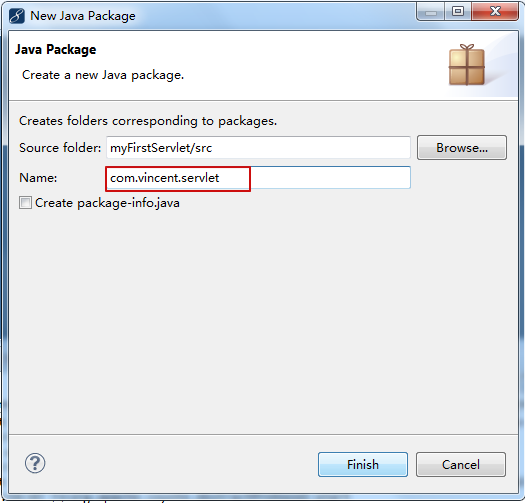 New Java Package
Java Package
Create a new Java package.
Creates folders corresponding to packages.
Source folder: myFirstServlet/src Browse...
Name: com.vincent.servlet
Create package-info.java
? Finish Cancel